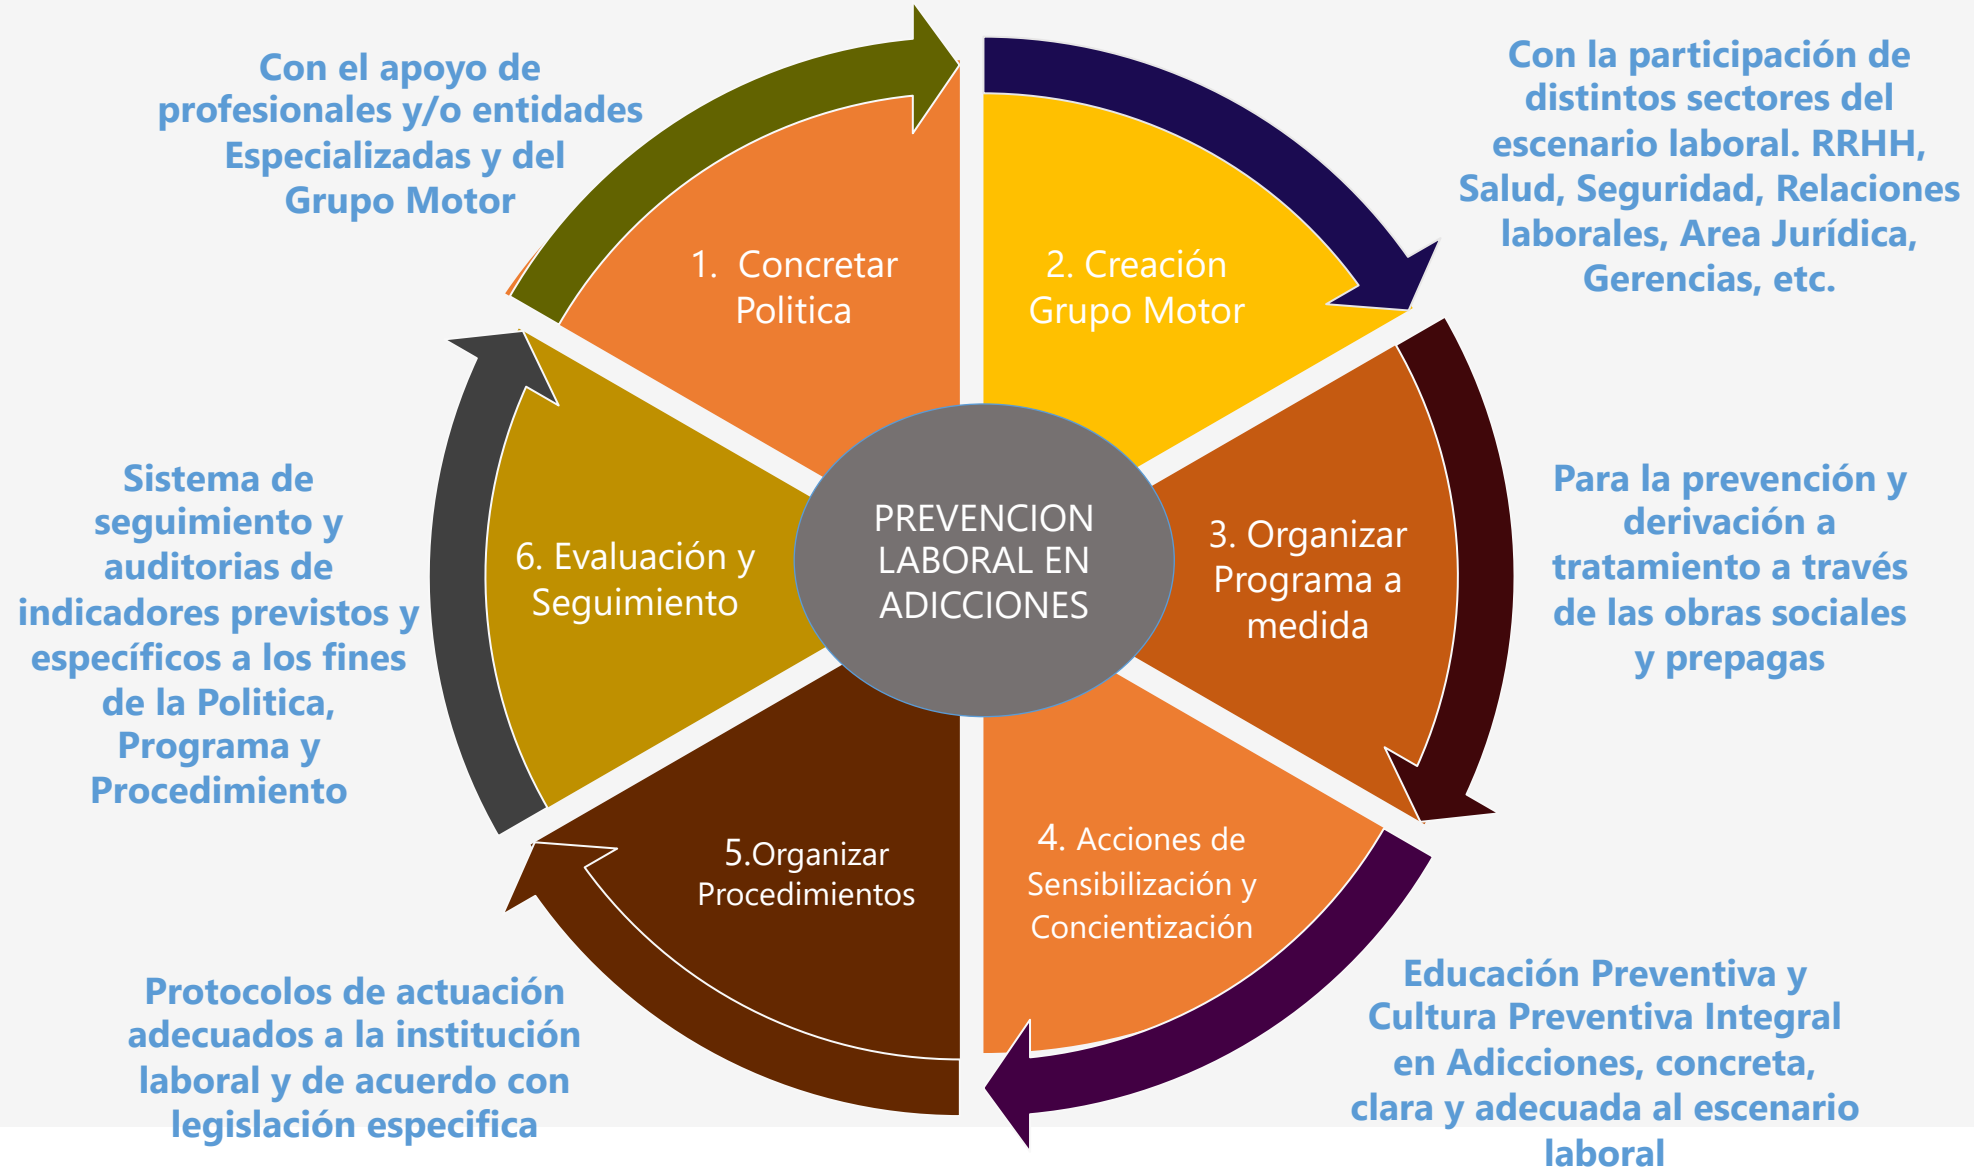 Con el apoyo de
profesionales y/o entidades
Especializadas y del
Grupo Motor
1. Concretar
Politica
2. Creación
Grupo Motor
Con la participación de
distintos sectores del
escenario laboral. RRHH,
Salud, Seguridad, Relaciones
laborales, Area Jurídica,
Gerencias, etc.
3. Organizar
Programa a
medida
Para la prevención y
derivación a
tratamiento a través
de las obras sociales
y prepagas
4. Acciones de
Sensibilización y
Concientización
Educación Preventiva y
Cultura Preventiva Integral
en Adicciones, concreta,
clara y adecuada al escenario
laboral
5.Organizar
Procedimientos
Protocolos de actuación
adecuados a la institución
laboral y de acuerdo con
legislación especifica
6. Evaluación y
Seguimiento
Sistema de
seguimiento y
auditorias de
indicadores previstos y
específicos a los fines
de la Politica,
Programa y
Procedimiento
PREVENCION
LABORAL EN
ADICCIONES